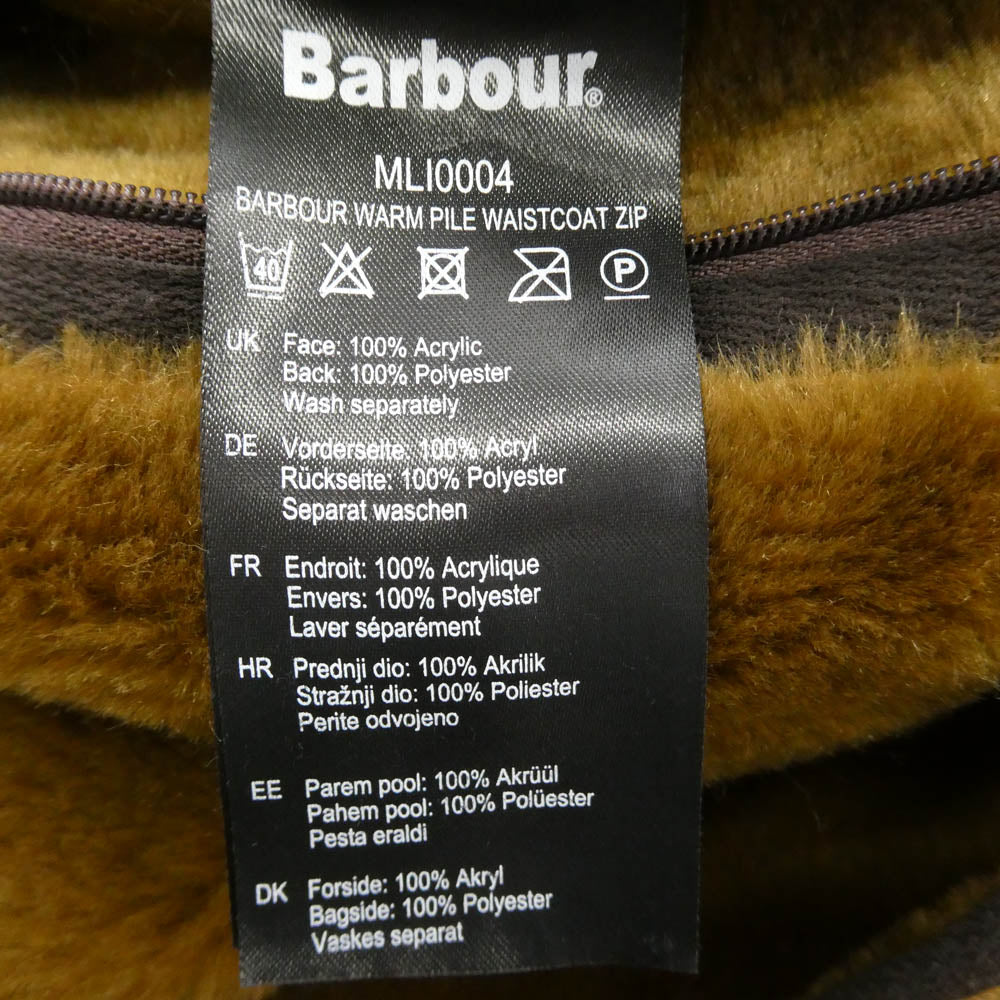 Barbour®
MLI0004
BARBOUR WARM PILE WAISTCOAT ZIP
40 P
UK Face: 100% Acrylic
Back: 100% Polyester
Wash separately
DE Vorderseite: 100% Acryl
Rückseite: 100% Polyester
Separat waschen
FR Endroit: 100% Acrylique
Envers: 100% Polyester
Laver séparément
HR Prednji dio: 100% Akrilik
Stražnji dio: 100% Poliester
Perite odvojeno
EE Parem pool: 100% Akrüül
Pahem pool: 100% Polüester
Pesta eraldi
DK Forside: 100% Akryl
Bagside: 100% Polyester
Vaskes separat